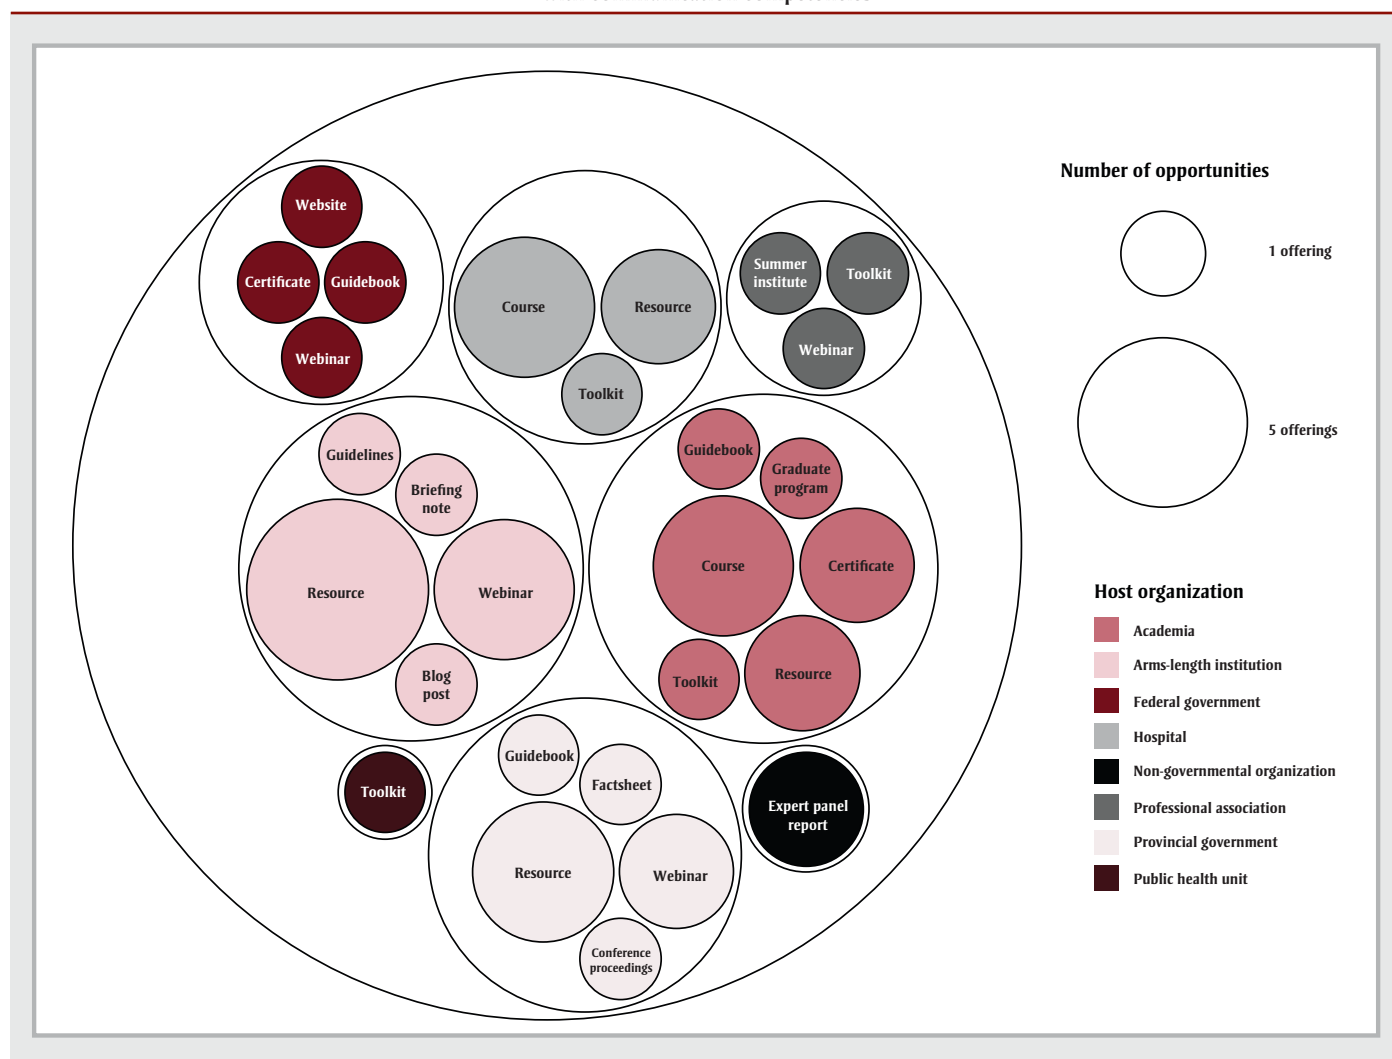 Website
Certificate
Guidebook
Webinar
Course
Resource
Toolkit
Summer
institute
Toolkit
Webinar
Guidelines
Briefing
note
Resource
Webinar
Blog
post
Guidebook
Graduate
program
Course
Certificate
Toolkit
Resource
Toolkit
Guidebook
Factsheet
Resource
Webinar
Conference
proceedings
Expert panel
report
Number of opportunities
1 offering
5 offerings
Host organization
Academia
Arms-length institution
Federal government
Hospital
Non-governmental organization
Professional association
Provincial government
Public health unit